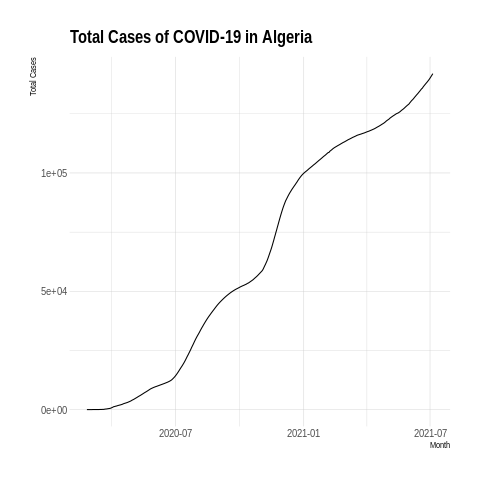 Total Cases of COVID-19 in Algeria
Total Cases
1e+05
5e+04
0e+00
2020-07
2021-01
2021-07
Month